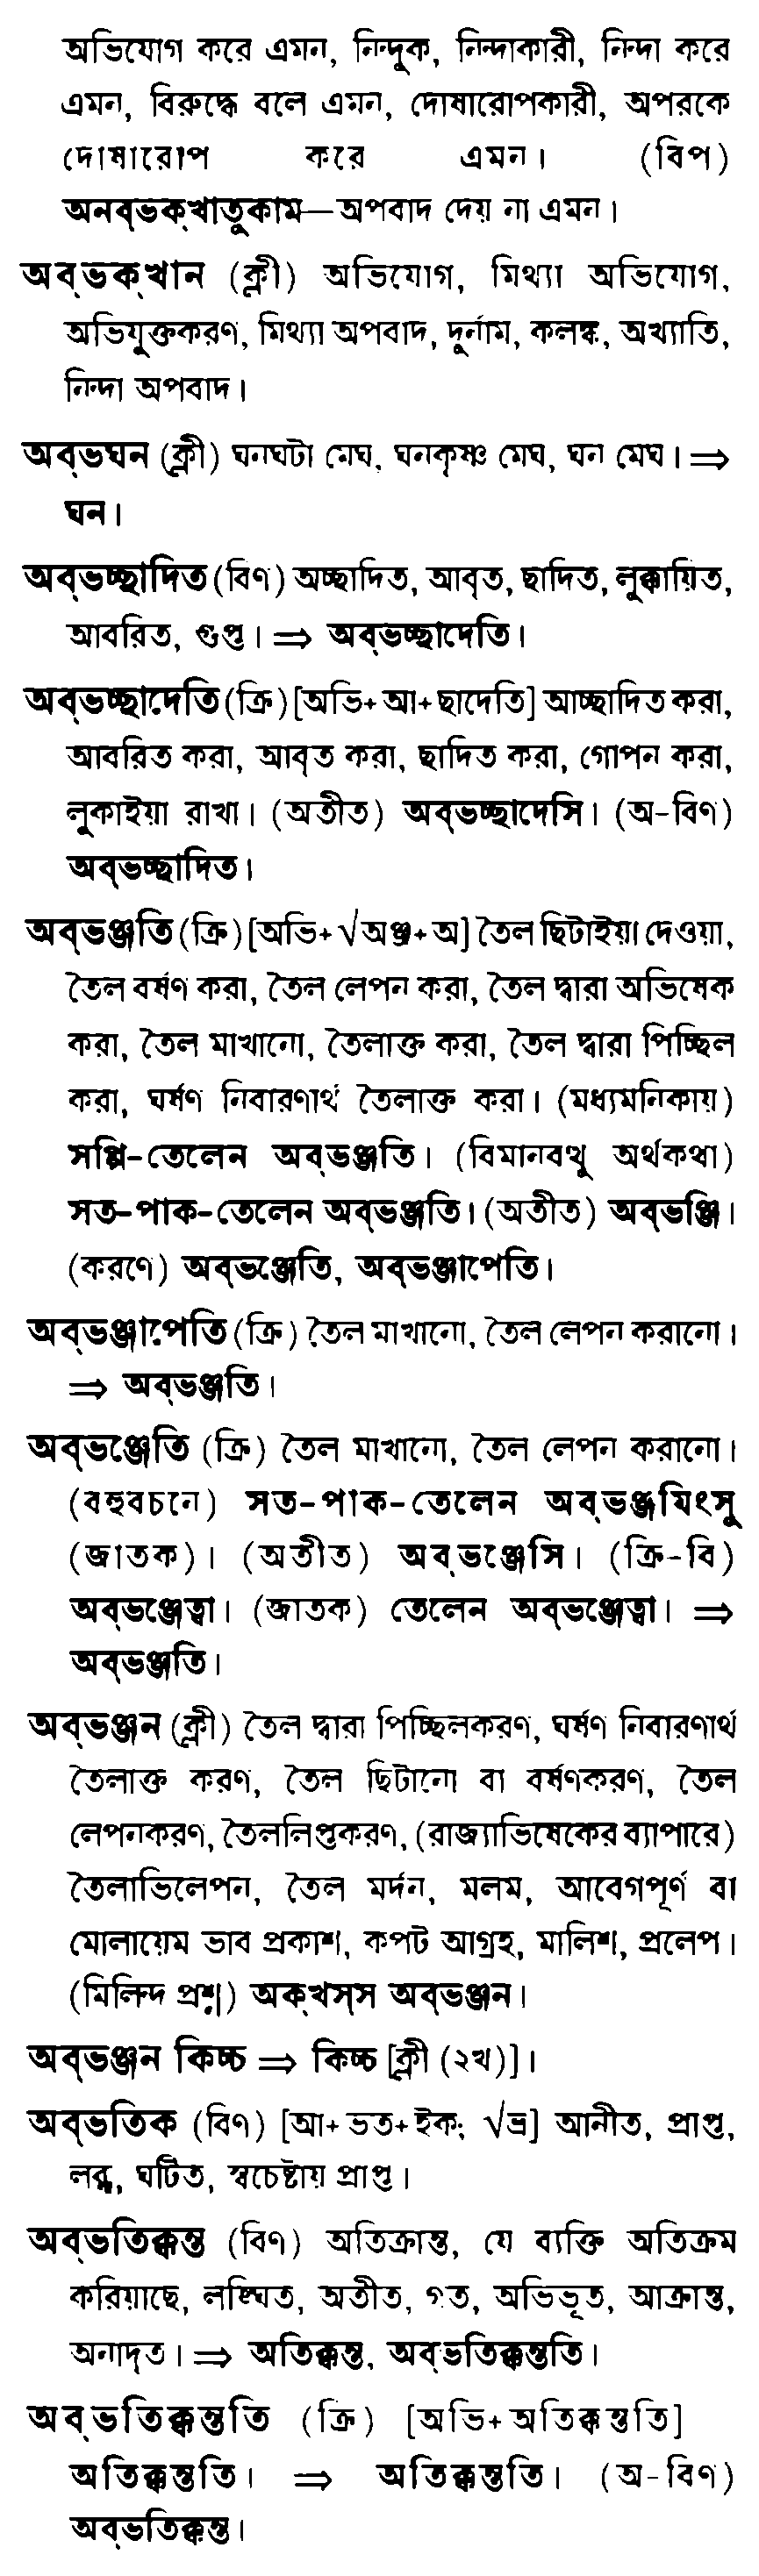 অভিযোগ করে এমন, নিন্দুক, নিন্দাকারী, নিন্দা করে
এমন, বিরুদ্ধে বলে এমন, দোষারোপকারী, অপরকে
দোষারোপ করে এমন। (বিপ)
অনব্‌ভক্‌খাতুকাম—অপবাদ দেয় না এমন।
অব্‌ভক্‌খান (ক্লী) অভিযোগ, মিথ্যা অভিযোগ,
অভিযুক্তকরণ, মিথ্যা অপবাদ, দুর্নাম, কলঙ্ক, অখ্যাতি,
নিন্দা অপবাদ।
অব্‌ভঘন (ক্লী) ঘনঘটা মেঘ, ঘনকৃষ্ণ মেঘ, ঘন মেঘ। ⇒
ঘন।
অব্‌ভচ্ছাদিত (বিণ) অচ্ছাদিত, আবৃত, ছাদিত, লুক্কায়িত,
আবরিত, গুপ্ত। ⇒ অব্‌ভচ্ছাদেতি।
অব্‌ভচ্ছাদেতি (ক্রি) [অভি+আ+ছাদেতি] আচ্ছাদিত করা,
আবরিত করা, আবৃত করা, ছাদিত করা, গোপন করা,
লুকাইয়া রাখা। (অতীত) অব্‌ভচ্ছাদেসি। (অ-বিণ)
অব্‌ভচ্ছাদিত।
অব্‌ভঞ্জতি (ক্রি) [অভি+√অঞ্জ+অ] তৈল ছিটাইয়া দেওয়া,
তৈল বর্ষণ করা, তৈল লেপন করা, তৈল দ্বারা অভিষেক
করা, তৈল মাখানো, তৈলাক্ত করা, তৈল দ্বারা পিচ্ছিল
করা, ঘর্ষণ নিবারণার্থ তৈলাক্ত করা। (মধ্যমনিকায়)
সপ্পি-তেলেন অব্‌ভঞ্জতি। (বিমানবত্থু অর্থকথা)
সত-পাক-তেলেন অব্‌ভঞ্জতি। (অতীত) অব্‌ভঞ্জি।
(করণে) অব্‌ভঞ্জেতি, অব্‌ভঞ্জাপেতি।
অব্‌ভঞ্জাপেতি (ক্রি) তৈল মাখানো, তৈল লেপন করানো।
⇒ অব্‌ভঞ্জতি।
অব্‌ভঞ্জেতি (ক্রি) তৈল মাখানো, তৈল লেপন করানো।
(বহুবচনে) সত-পাক-তেলেন অব্‌ভঞ্জমিংসু
(জাতক)। (অতীত) অব্‌ভঞ্জেসি। (ক্রি-বি)
অব্‌ভঞ্জেত্বা। (জাতক) তেলেন অব্‌ভঞ্জেত্বা। ⇒
অব্‌ভঞ্জতি।
অব্‌ভঞ্জন (ক্লী) তৈল দ্বারা পিচ্ছিলকরণ, ঘর্ষণ নিবারণার্থ
তৈলাক্ত করণ, তৈল ছিটানো বা বর্ষণকরণ, তৈল
লেপনকরণ, তৈললিপ্তকরণ, (রাজ্যাভিষেকের ব্যাপারে)
তৈলাভিলেপন, তৈল মর্দন, মলম, আবেগপূর্ণ বা
মোলায়েম ভাব প্রকাশ, কপট আগ্রহ, মালিশ, প্রলেপ।
(মিলিন্দ প্রশ্ন) অক্‌খস্‌স অব্‌ভঞ্জন।
অব্‌ভঞ্জন কিচ্চ ⇒ কিচ্চ [ক্লী (২খ)]।
অব্‌ভতিক (বিণ) [আ+ভত+ইক; √ভ্র] আনীত, প্রাপ্ত,
লব্ধ, ঘটিত, স্বচেষ্টায় প্রাপ্ত।
অব্‌ভতিক্কন্ত (বিণ) অতিক্রান্ত, যে ব্যক্তি অতিক্রম
করিয়াছে, লঙ্ঘিত, অতীত, গত, অভিভূত, আক্রান্ত,
অনাদৃত। ⇒ অতিক্কন্ত, অব্‌ভতিক্কন্ততি।
অব্‌ভতিক্কন্ততি (ক্রি) [অভি+অতিক্কন্ততি]
অতিক্কন্ততি। ⇒ অতিক্কন্ততি। (অ-বিণ)
অব্‌ভতিক্কন্ত।